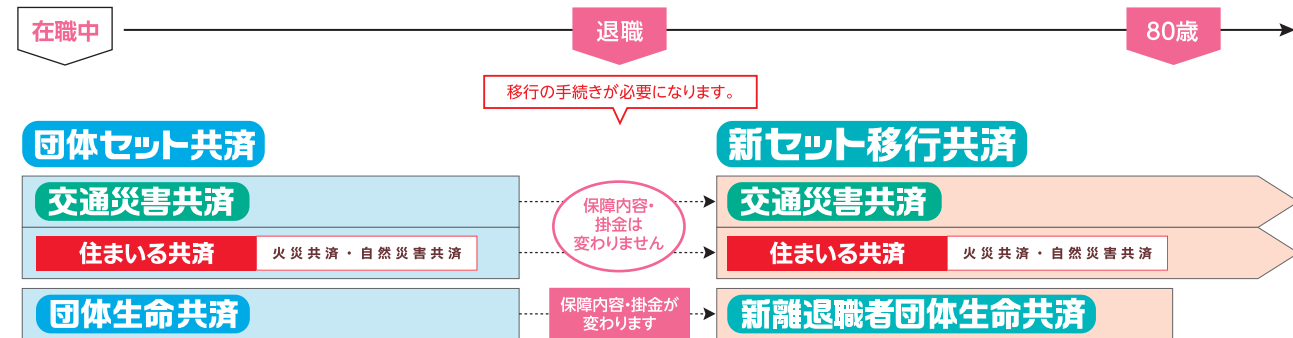 在職中
退職
80歳
移行の手続きが必要になります。
団体セット共済
新セット移行共済
交通災害共済
保障内容・
掛金は
変わりません
交通災害共済
住まいる共済 火災共済・自然災害共済
住まいる共済 火災共済・自然災害共済
団体生命共済
保障内容・掛金が
変わります
新離退職者団体生命共済